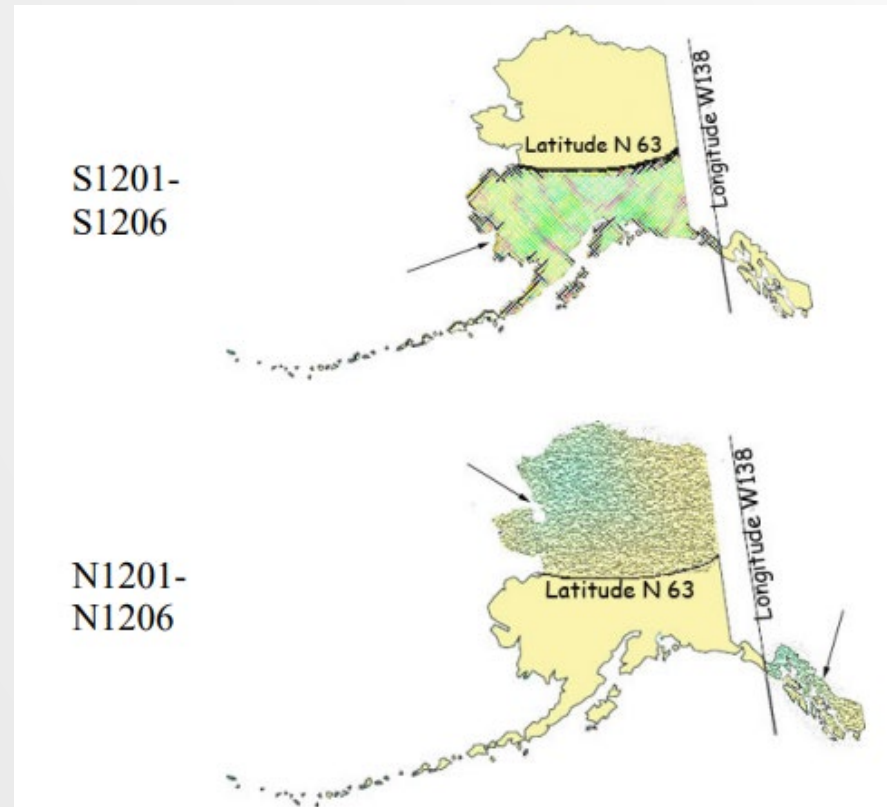 S1201-
S1206
Latitude N 63
Longitude W138
N1201-
N1206
Latitude N 63
Longitude W138